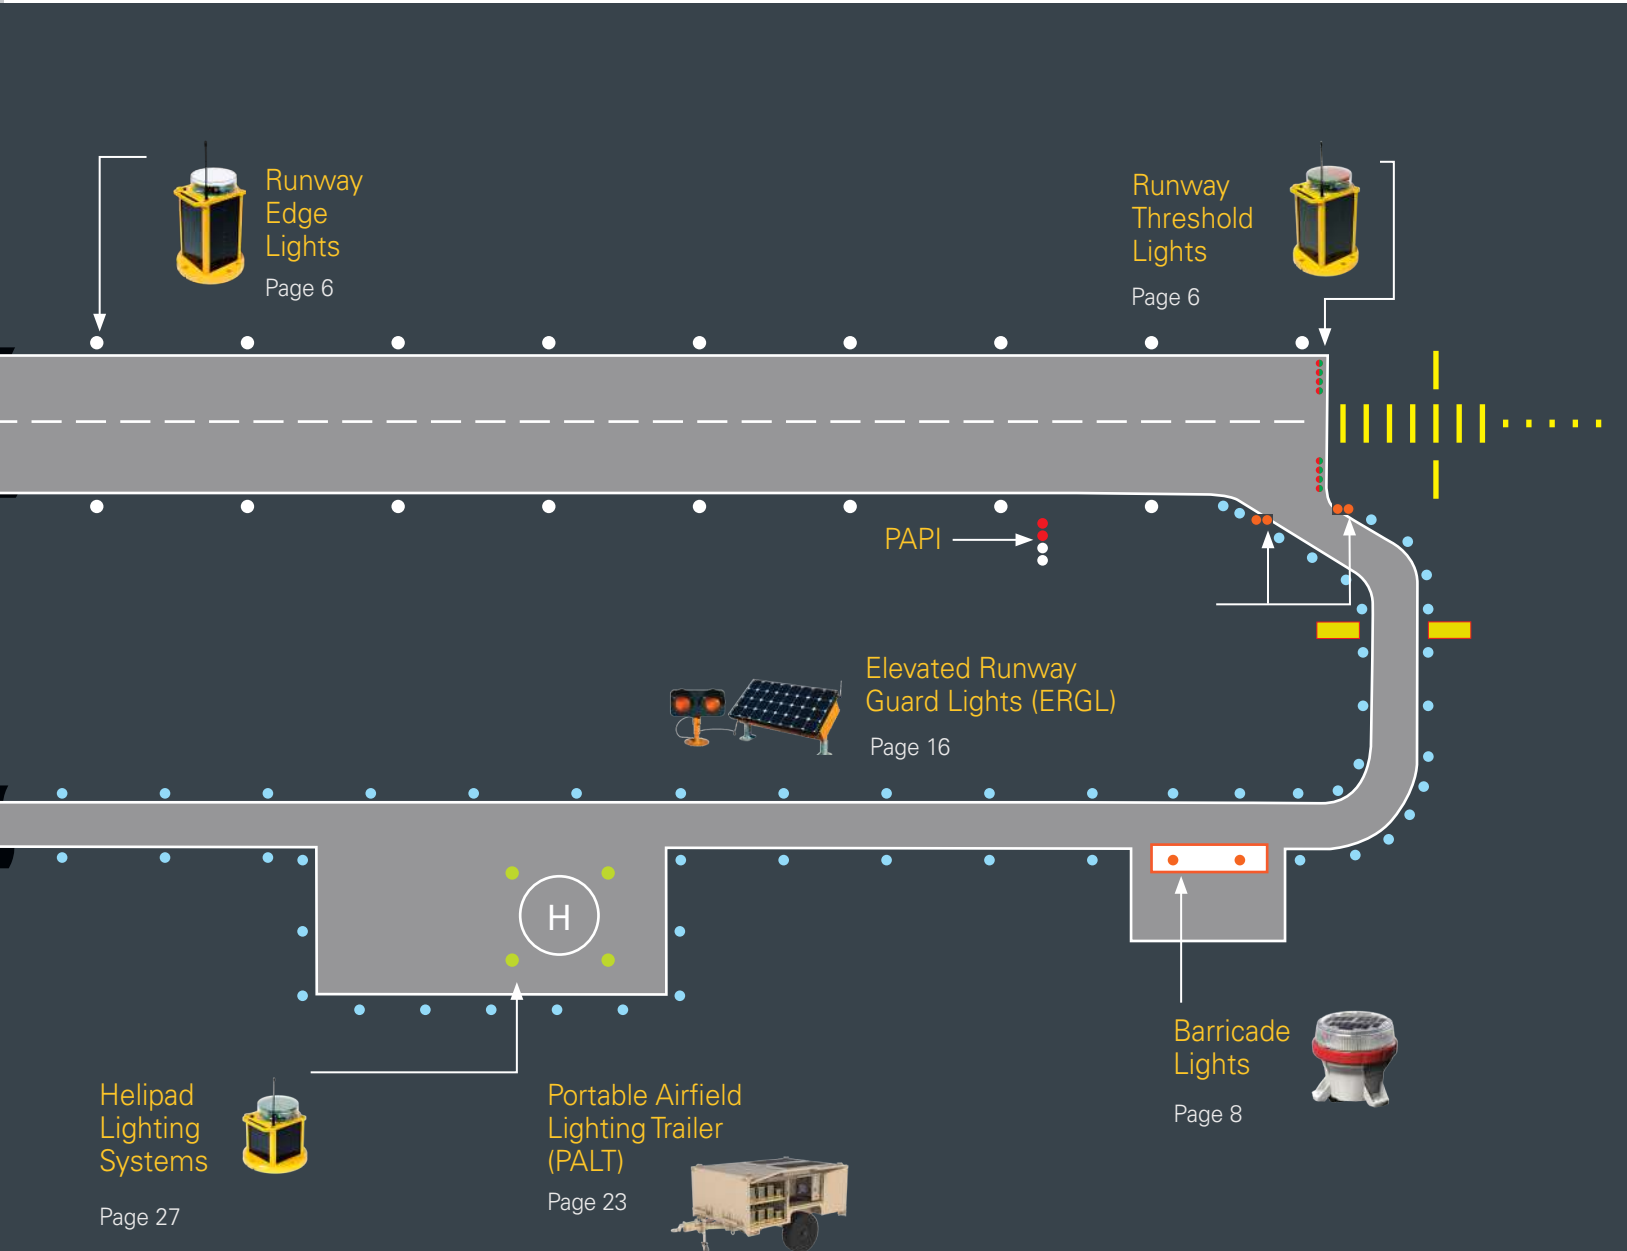 Runway
Edge
Lights
Page 6
Runway
Threshold
Lights
Page 6
PAPI
Elevated Runway
Guard Lights (ERGL)
Page 16
H
Helipad
Lighting
Systems
Page 27
Portable Airfield
Lighting Trailer
(PALT)
Page 23
Barricade
Lights
Page 8